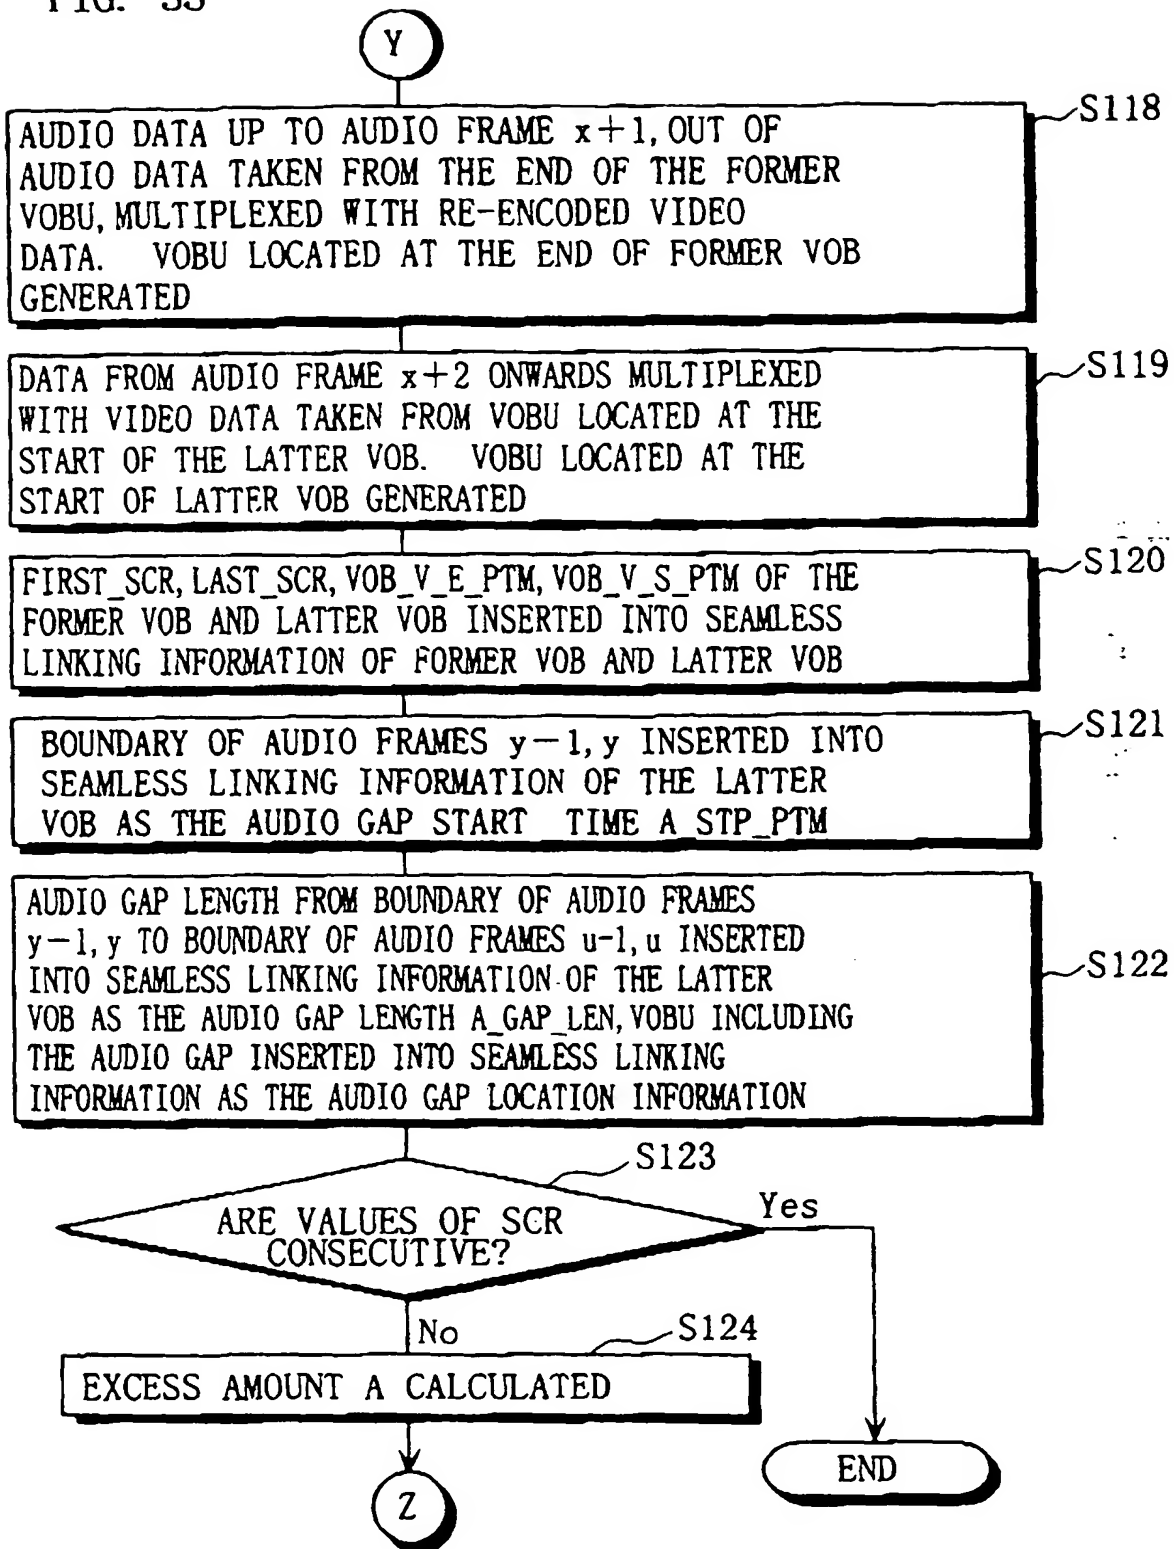 FIG. 33
Y
S118
AUDIO DATA UP TO AUDIO FRAME x+1, OUT OF
AUDIO DATA TAKEN FROM THE END OF THE FORMER
VOBU, MULTIPLEXED WITH RE-ENCODED VIDEO
DATA. VOBU LOCATED AT THE END OF FORMER VOB
GENERATED
S119
DATA FROM AUDIO FRAME x+2 ONWARDS MULTIPLEXED
WITH VIDEO DATA TAKEN FROM VOBU LOCATED AT THE
START OF THE LATTER VOB. VOBU LOCATED AT THE
START OF LATTER VOB GENERATED
S120
FIRST_SCR, LAST_SCR, VOB_V_E_PTM, VOB_V_S_PTM OF THE
FORMER VOB AND LATTER VOB INSERTED INTO SEAMLESS
LINKING INFORMATION OF FORMER VOB AND LATTER VOB
S121
BOUNDARY OF AUDIO FRAMES y-1, y INSERTED INTO
SEAMLESS LINKING INFORMATION OF THE LATTER
VOB AS THE AUDIO GAP START TIME A_STP_PTM
AUDIO GAP LENGTH FROM BOUNDARY OF AUDIO FRAMES
y-1, y TO BOUNDARY OF AUDIO FRAMES u-1, u INSERTED
INTO SEAMLESS LINKING INFORMATION OF THE LATTER
S122
VOB AS THE AUDIO GAP LENGTH A_GAP_LEN, VOBU INCLUDING
THE AUDIO GAP INSERTED INTO SEAMLESS LINKING
INFORMATION AS THE AUDIO GAP LOCATION INFORMATION
S123
ARE VALUES OF SCR
CONSECUTIVE?
Yes
No
S124
EXCESS AMOUNT A CALCULATED
END
Z